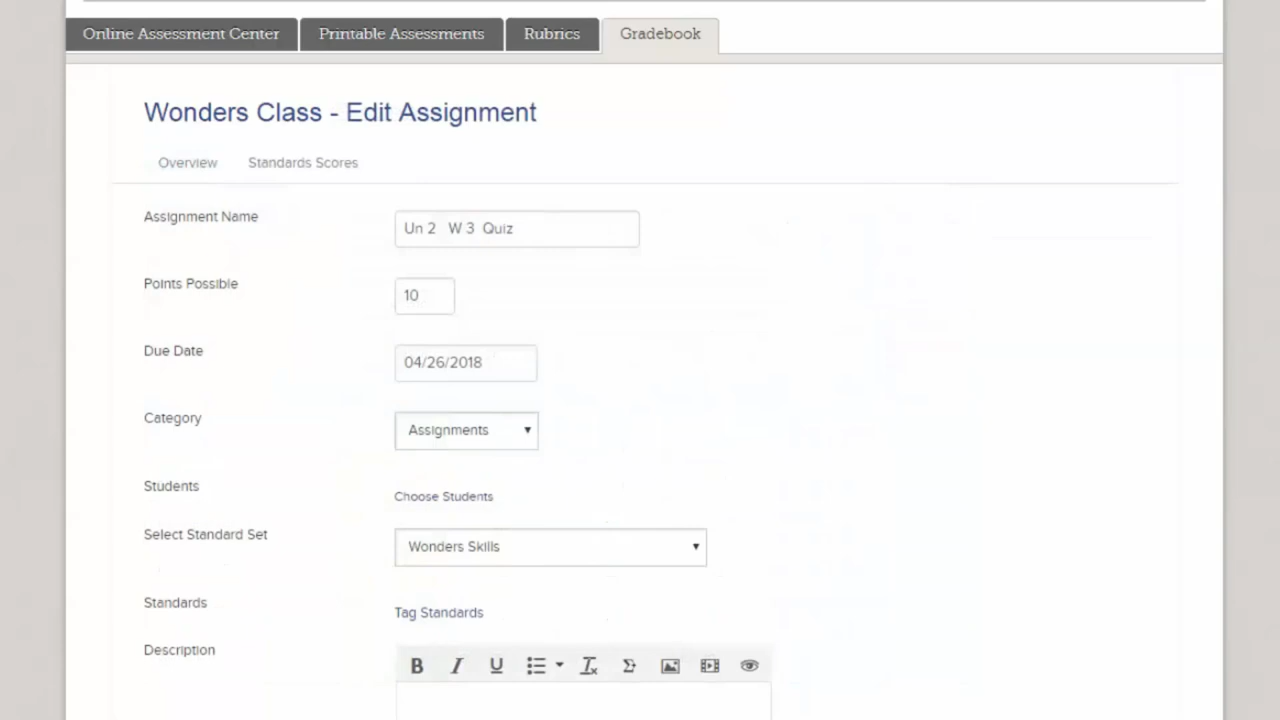 Online Assessment Center Printable Assessments Rubrics Gradebook
Wonders Class - Edit Assignment
Overview Standards Scores
Assignment Name Un 2 W 3 Quiz
Points Possible 10
Due Date 04/26/2018
Category Assignments
Students Choose Students
Select Standard Set Wonders Skills
Standards Tag Standards
Description
B I U